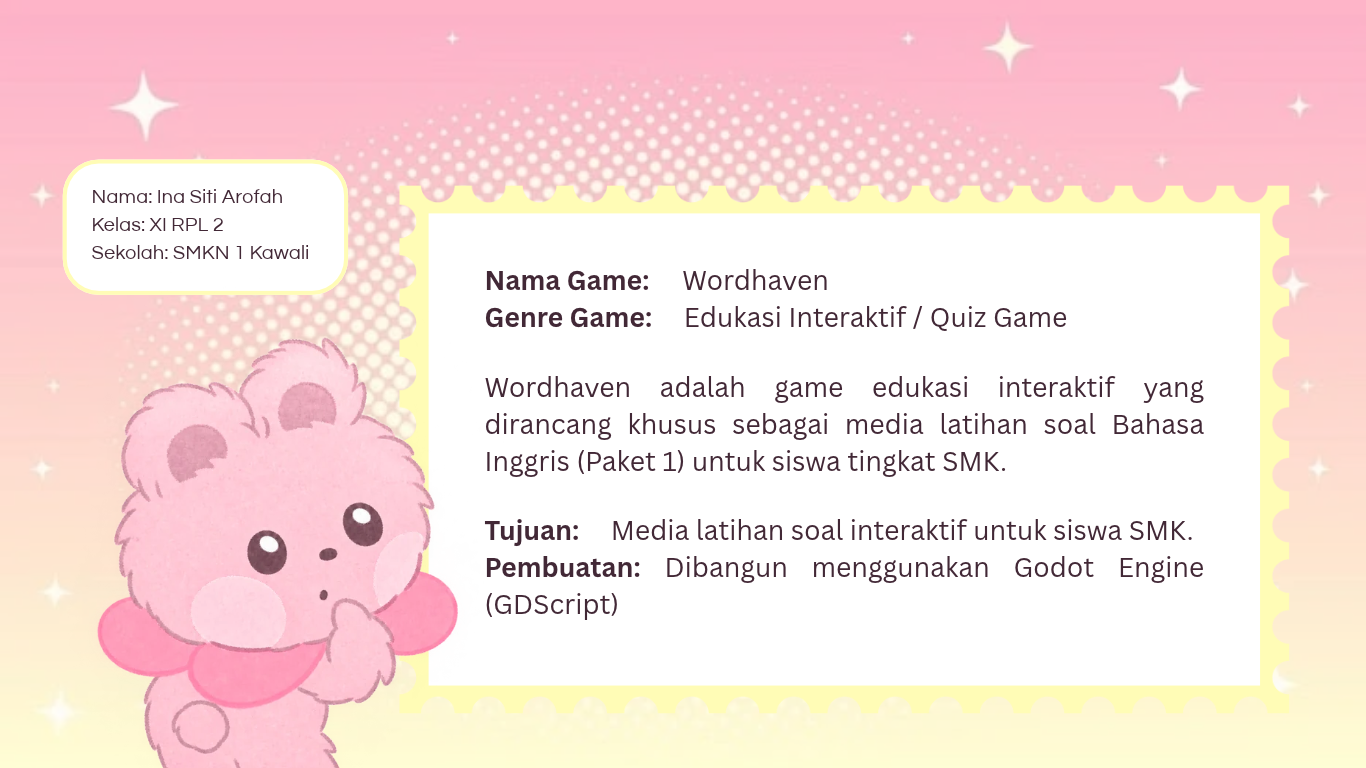 Nama: Ina Siti Arofah
Kelas: XI RPL 2
Sekolah: SMKN 1 Kawali
Nama Game: Wordhaven
Genre Game: Edukasi Interaktif / Quiz Game
Wordhaven adalah game edukasi interaktif yang
dirancang khusus sebagai media latihan soal Bahasa
Inggris (Paket 1) untuk siswa tingkat SMK.
Tujuan: Media latihan soal interaktif untuk siswa SMK.
Pembuatan: Dibangun menggunakan Godot Engine
(GDScript)